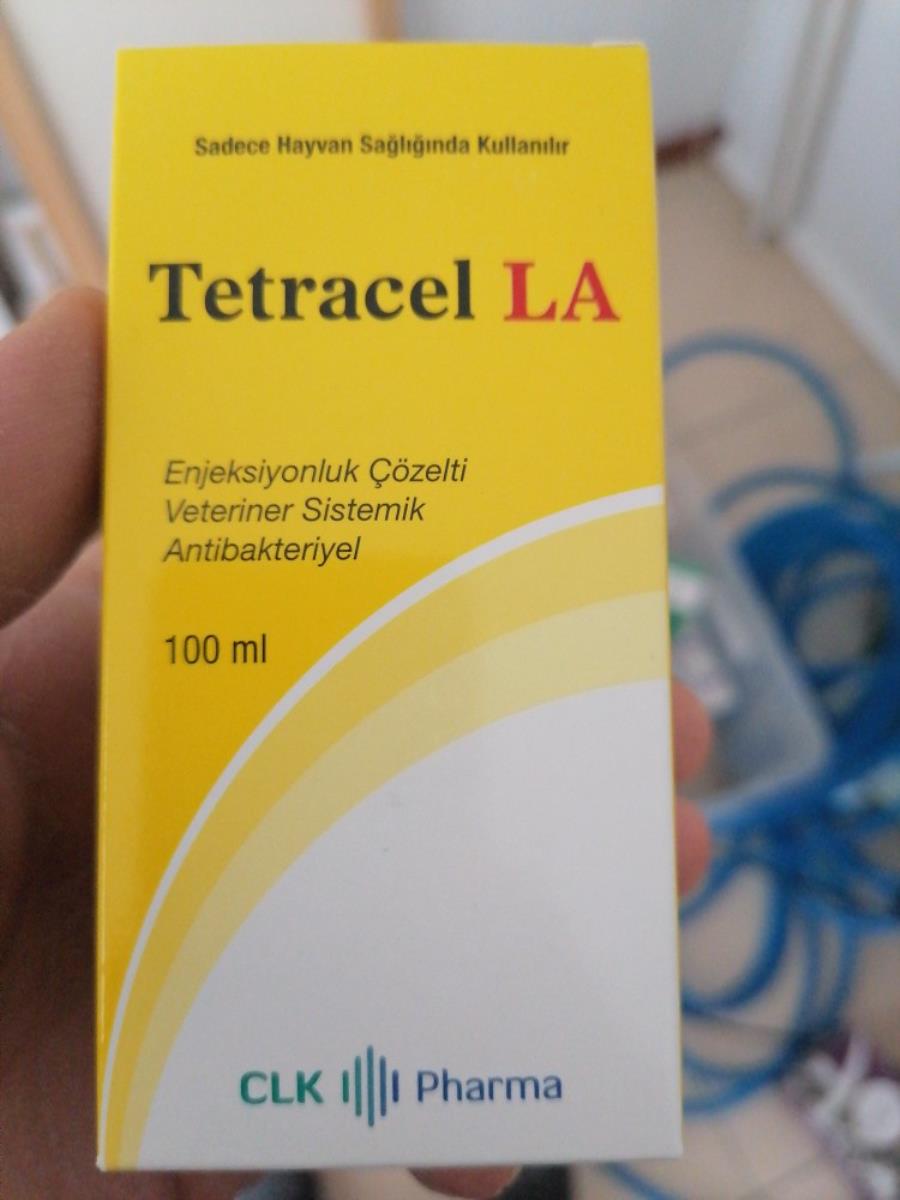 Sadece Hayvan Sağlığında Kullanılır
Tetracel LA
Enjeksiyonluk Çözelti
Veteriner Sistemik
Antibakteriyel
100 ml
CLK Pharma